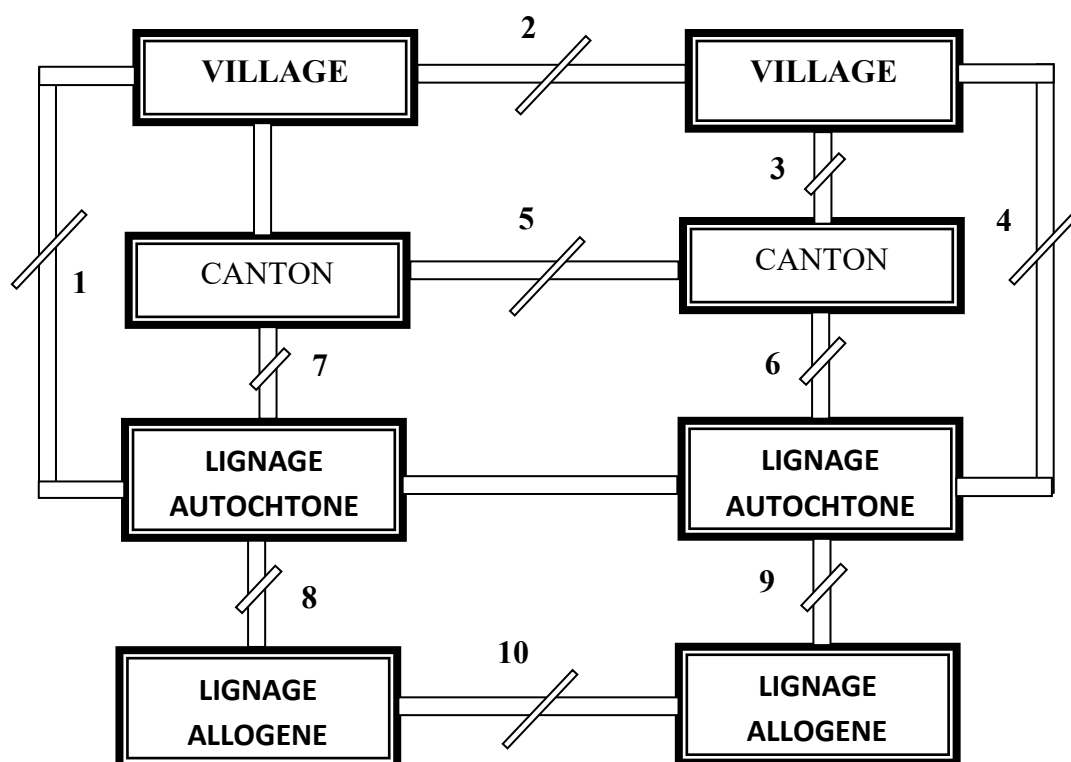 2
VILLAGE
VILLAGE
3
5
4
1
CANTON
CANTON
7
6
LIGNAGE
AUTOCHTONE
LIGNAGE
AUTOCHTONE
8
9
10
LIGNAGE
ALLOGENE
LIGNAGE
ALLOGENE